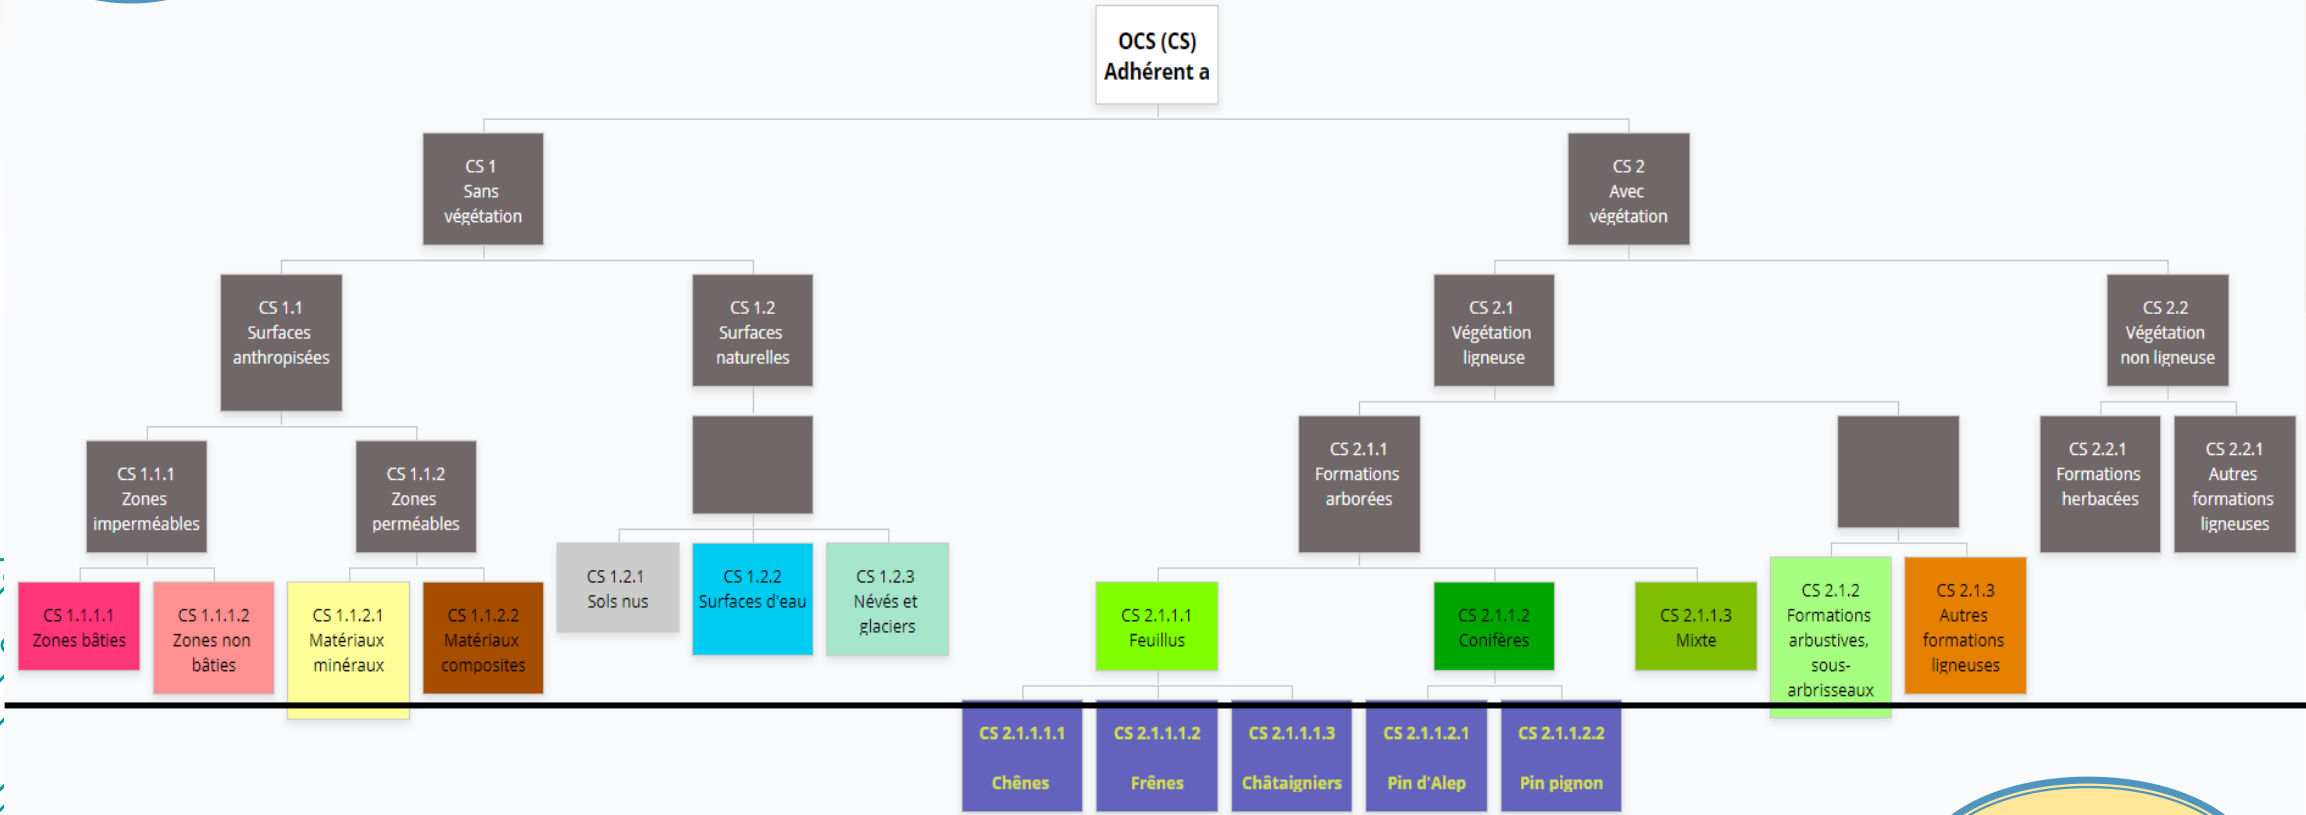 OCS (CS)
Adhérent a
CS 1
Sans
végétation
CS 2
Avec
végétation
CS 1.1
Surfaces
anthropisées
CS 1.2
Surfaces
naturelles
CS 2.1
Végétation
ligneuse
CS 2.2
Végétation
non ligneuse
CS 1.1.1
Zones
imperméables
CS 1.1.2
Zones
perméables
CS 2.1.1
Formations
arborées
CS 2.2.1
Formations
herbacées
CS 2.2.1
Autres
formations
ligneuses
CS 1.1.1.1
Zones bâties
CS 1.1.1.2
Zones non
bâties
CS 1.1.2.1
Matériaux
minéraux
CS 1.1.2.2
Matériaux
composites
CS 1.2.1
Sols nus
CS 1.2.2
Surfaces d'eau
CS 1.2.3
Névés et
glaciers
CS 2.1.1.1
Feuillus
CS 2.1.1.2
Conifères
CS 2.1.1.3
Mixte
CS 2.1.2
Formations
arbustives,
sous-
arbrisseaux
CS 2.1.3
Autres
formations
ligneuses
CS 2.1.1.1.1
Chênes
CS 2.1.1.1.2
Frênes
CS 2.1.1.1.3
Châtaigniers
CS 2.1.1.2.1
Pin d'Alep
CS 2.1.1.2.2
Pin pignon